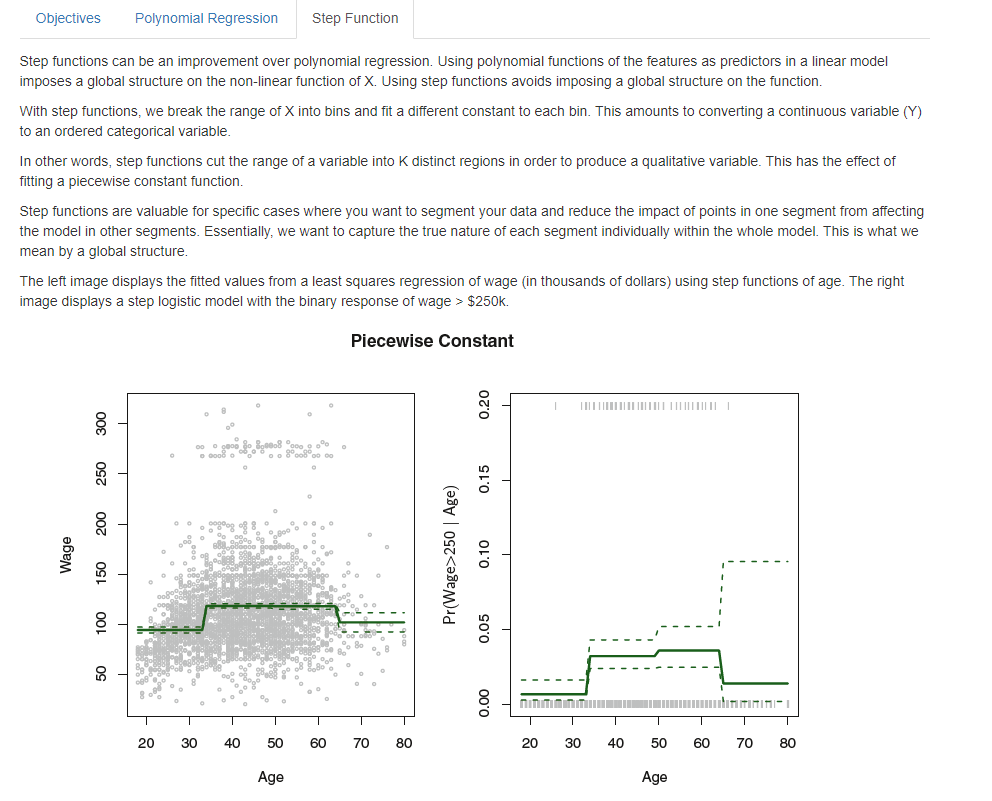 Objectives Polynomial Regression Step Function
Step functions can be an improvement over polynomial regression. Using polynomial functions of the features as predictors in a linear model
imposes a global structure on the non-linear function of X. Using step functions avoids imposing a global structure on the function.
With step functions, we break the range of X into bins and fit a different constant to each bin. This amounts to converting a continuous variable (Y)
to an ordered categorical variable.
In other words, step functions cut the range of a variable into K distinct regions in order to produce a qualitative variable. This has the effect of
fitting a piecewise constant function.
Step functions are valuable for specific cases where you want to segment your data and reduce the impact of points in one segment from affecting
the model in other segments. Essentially, we want to capture the true nature of each segment individually within the whole model. This is what we
mean by a global structure.
The left image displays the fitted values from a least squares regression of wage (in thousands of dollars) using step functions of age. The right
image displays a step logistic model with the binary response of wage > $250k.
Piecewise Constant
Wage
300
250
200
150
100
50
20 30 40 50 60 70 80
Age
Pr(Wage>250 | Age)
0.20
0.15
0.10
0.05
0.00
20 30 40 50 60 70 80
Age